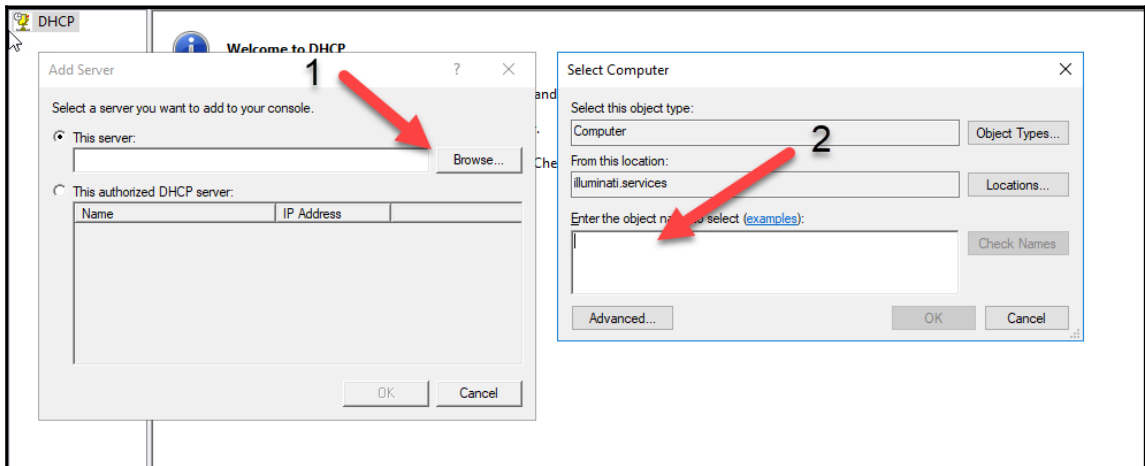 DHCP
Welcome to DHCP
1
Add Server
?
Select a server you want to add to your console.
This server:
Browse...
This authorized DHCP server:
Name IP Address
OK Cancel
and
Che
Select Computer
Select this object type:
Computer
Object Types...
2
From this location:
illuminati.services
Locations...
Enter the object na to select (examples):
Check Names
Advanced... OK Cancel